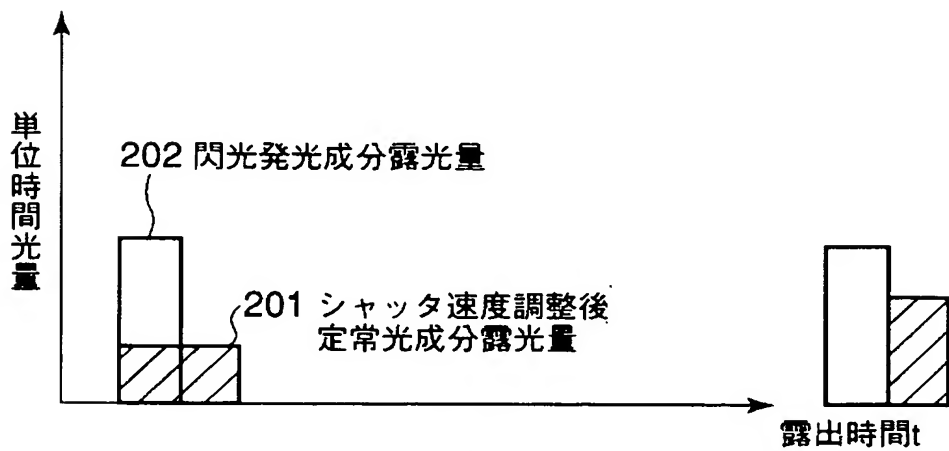 単位時間光量
202 閃光発光成分露光量
201 シャッタ速度調整後
定常光成分露光量
露出時間t